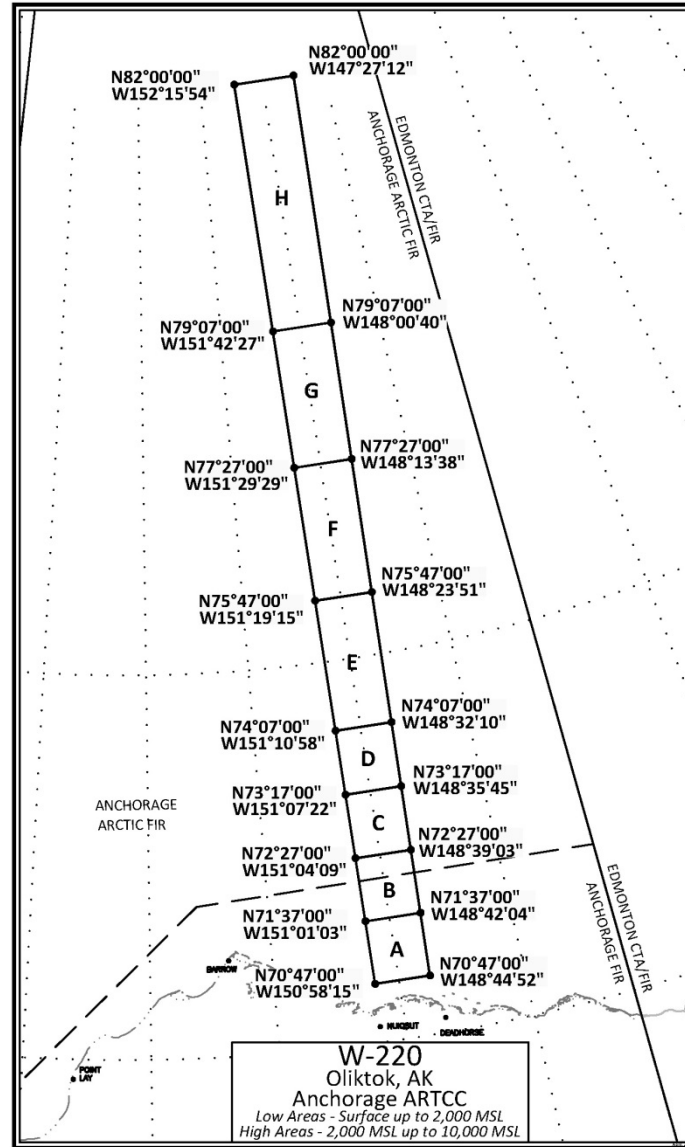 N82°00'00"
W147°27'12"
N82°00'00"
W152°15'54"
EDMONTON CTA/FIR
ANCHORAGE ARCTIC FIR
H
N79°07'00"
W148°00'40"
N79°07'00"
W151°42'27"
G
N77°27'00"
W148°13'38"
N77°27'00"
W151°29'29"
F
N75°47'00"
W148°23'51"
N75°47'00"
W151°19'15"
E
N74°07'00"
W148°32'10"
N74°07'00"
W151°10'58"
D
N73°17'00"
W148°35'45"
N73°17'00"
W151°07'22"
ANCHORAGE
ARCTIC FIR
C
N72°27'00"
W148°39'03"
N72°27'00"
W151°04'09"
B
N71°37'00"
W148°42'04"
N71°37'00"
W151°01'03"
EDMONTON CTA/FIR
ANCHORAGE FIR
A
N70°47'00"
W148°44'52"
N70°47'00"
W150°58'15"
BARROW
NUIQSUT
DEADHORSE
POINT
LAY
W-220
Oliktok, AK
Anchorage ARTCC
Low Areas - Surface up to 2,000 MSL
High Areas - 2,000 MSL up to 10,000 MSL